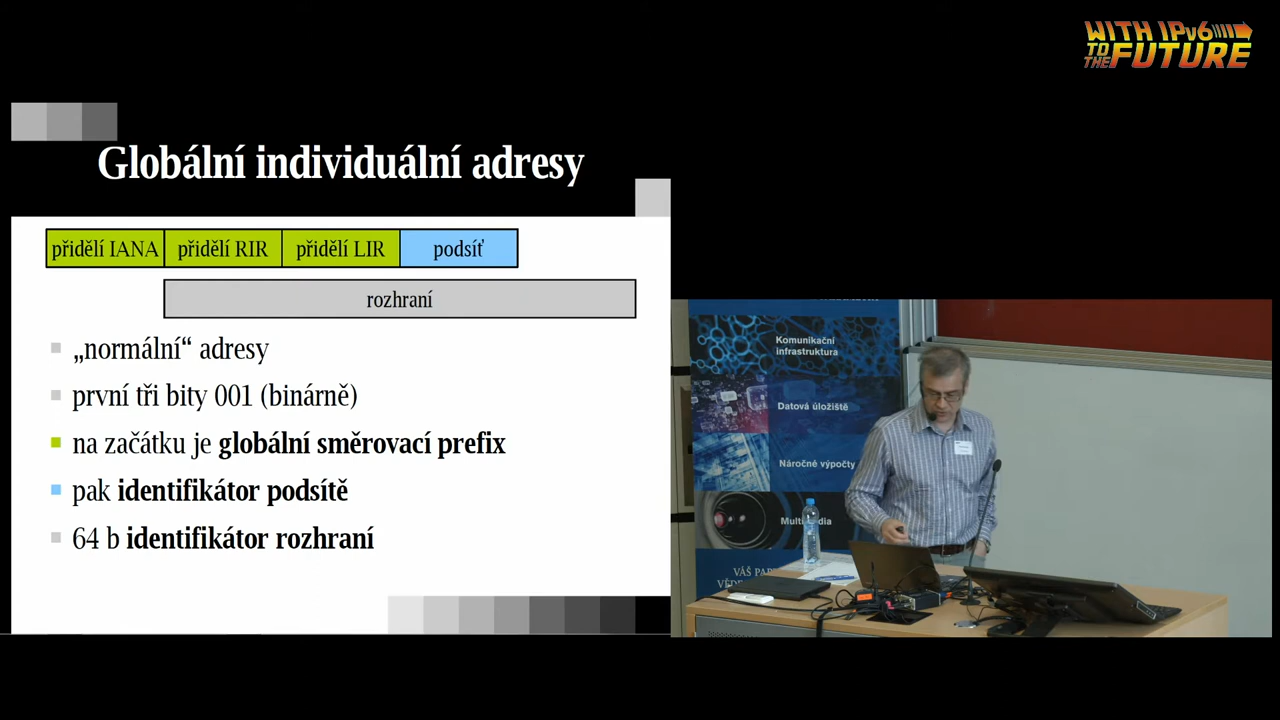 WITH IPv6
TO THE FUTURE
Globální individuální adresy
přidělí IANA přidělí RIR přidělí LIR podsíť
rozhraní
„normální“ adresy
první tři bity 001 (binárně)
na začátku je globální směrovací prefix
pak identifikátor podsítě
64 b identifikátor rozhraní
Komunikační
infrastruktura
Datová úložiště
Náročné výpočty
VÁŠ